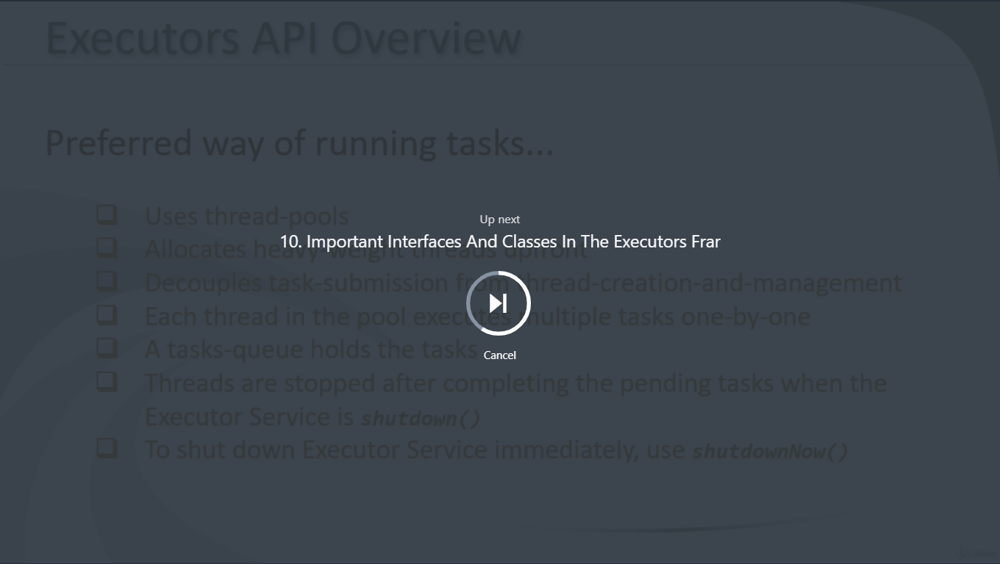 Executors API Overview
Preferred way of running tasks...
Uses thread-pools
Up next
10. Important Interfaces And Classes In The Executors Frar
Allocates heavy-weight threads upfront
Decouples task-submission from thread-creation-and-management
Each thread in the pool executes multiple tasks one-by-one
A tasks-queue holds the tasks
Cancel
Threads are stopped after completing the pending tasks when the
Executor Service is shutdown()
To shut down Executor Service immediately, use shutdownNow()